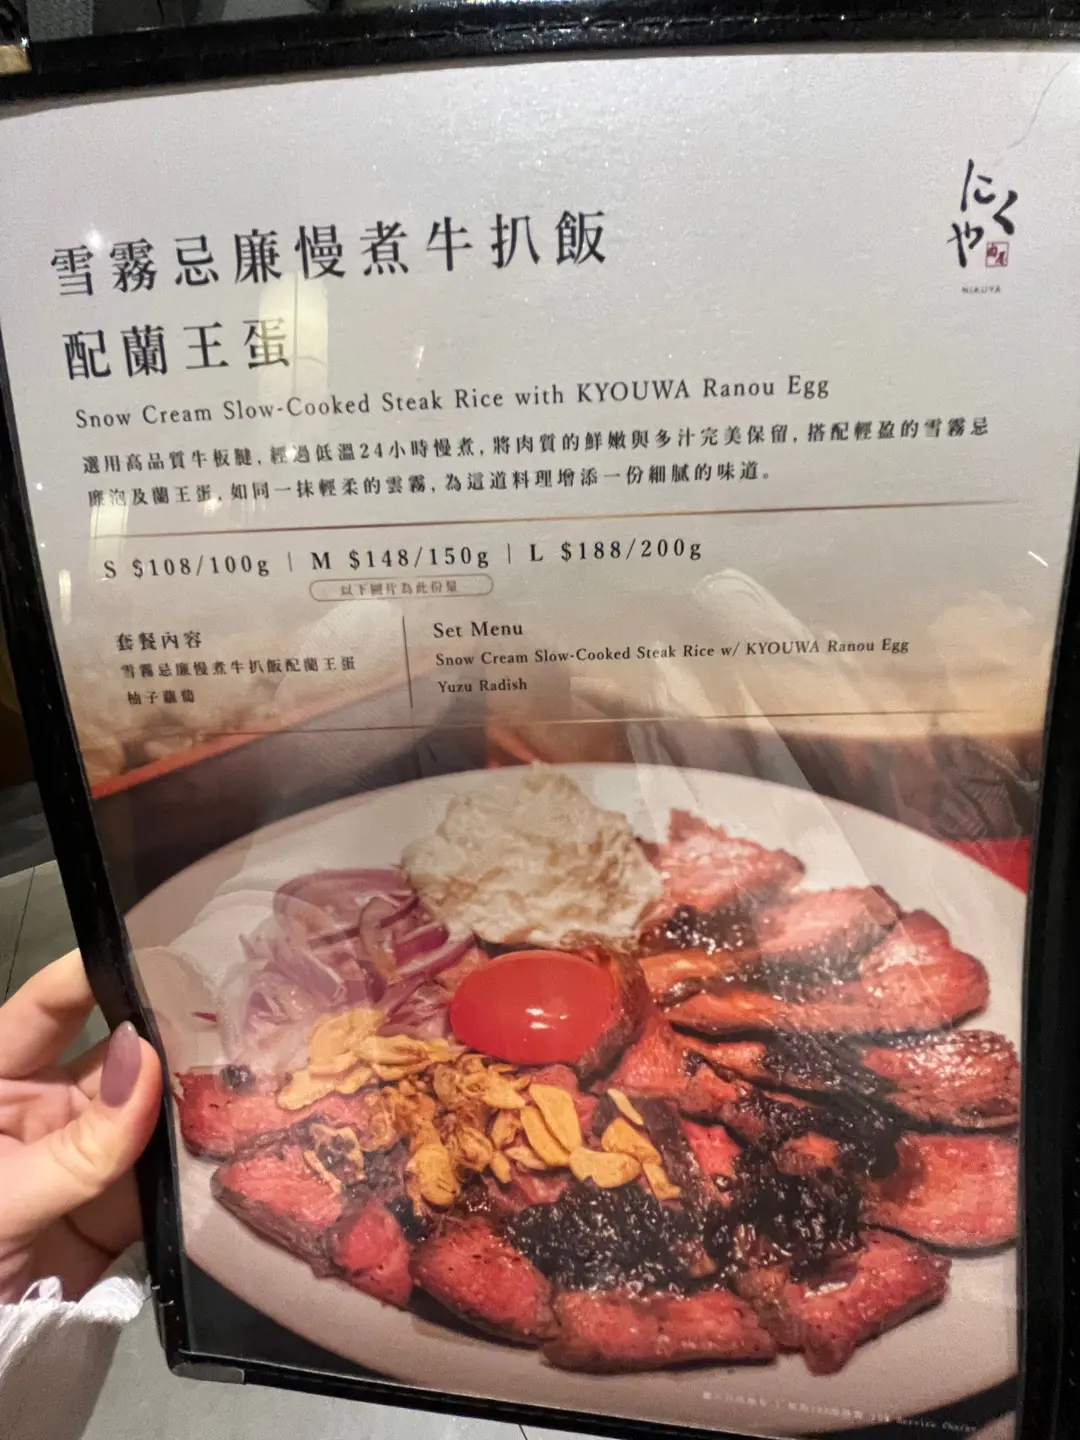 にくや
肉屋
NIKUYA
雪霧忌廉慢煮牛扒飯
配蘭王蛋
Snow Cream Slow-Cooked Steak Rice with KYOUWA Ranou Egg
選用高品質牛板腱，經過低溫24小時慢煮，將肉質的鮮嫩與多汁完美保留，搭配輕盈的雪霧忌
廉泡及蘭王蛋，如同一抹輕柔的雲霧，為這道料理增添一份細膩的味道。
S $108/100g | M $148/150g | L $188/200g
以下圖片為此份量
套餐內容
雪霧忌廉慢煮牛扒飯配蘭王蛋
柚子蘿蔔
Set Menu
Snow Cream Slow-Cooked Steak Rice w/ KYOUWA Ranou Egg
Yuzu Radish
Service Charge